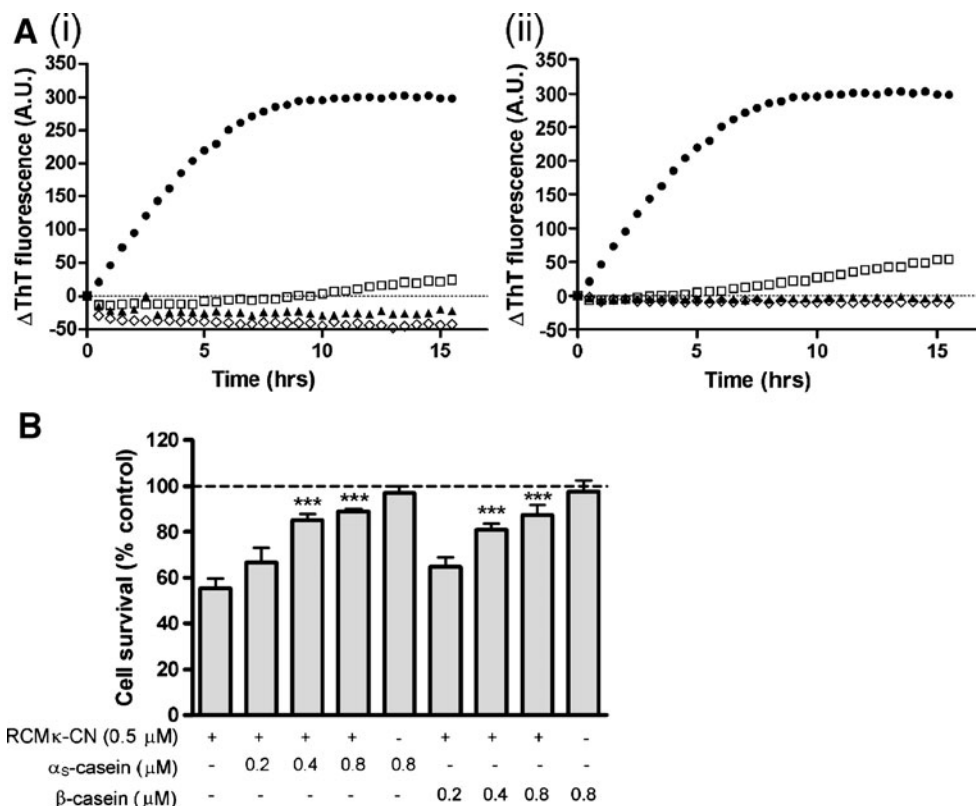 A (i)
(ii)
350
300
250
200
150
100
50
0
-50
ΔThT fluorescence (A.U.)
0 5 10 15
Time (hrs)
350
300
250
200
150
100
50
0
-50
ΔThT fluorescence (A.U.)
0 5 10 15
Time (hrs)
B
120
100
80
60
40
20
0
Cell survival (% control)
*** *** *** ***
RCMκ-CN (0.5 μM) + + + + - + + + -
αs-casein (μM) - 0.2 0.4 0.8 0.8 - - - -
β-casein (μM) - - - - - 0.2 0.4 0.8 0.8